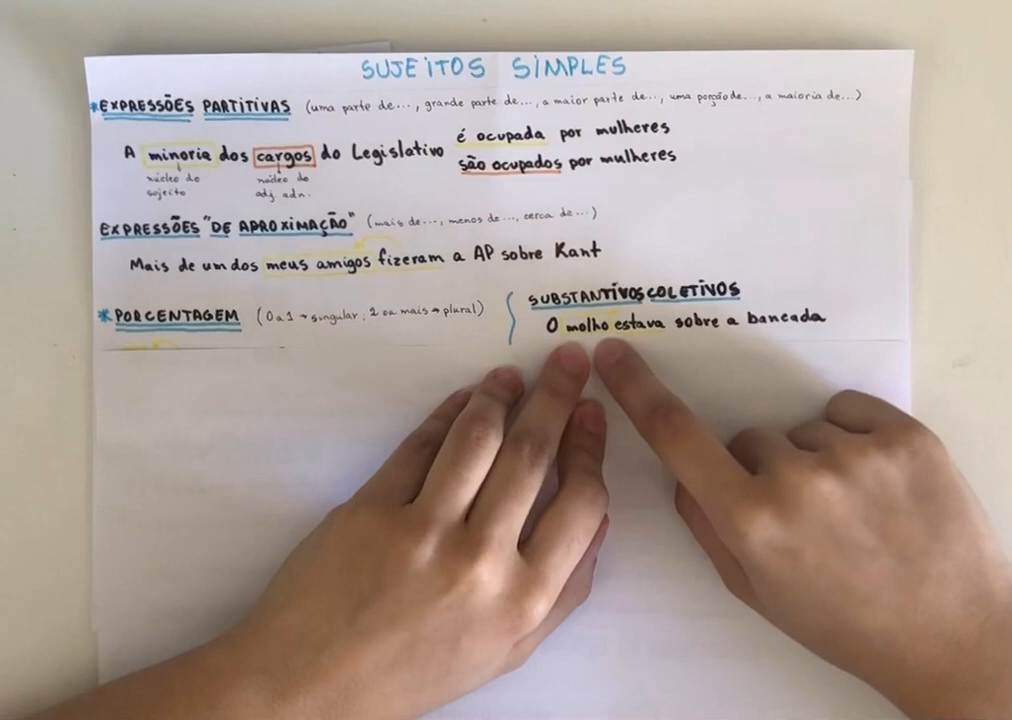 SUJEITOS SIMPLES
*EXPRESSÕES PARTITIVAS (uma parte de..., grande parte de..., a maior parte de..., uma porção de..., a maioria de...)
A minoria dos cargos do Legislativo é ocupada por mulheres
são ocupados por mulheres
núcleo do sujeito
núcleo do adj. adn.
EXPRESSÕES "DE APROXIMAÇÃO" (mais de..., menos de..., cerca de...)
Mais de um dos meus amigos fizeram a AP sobre Kant
*PORCENTAGEM (0 a 1 → singular; 2 ou mais → plural)
SUBSTANTIVOS COLETIVOS
O molho estava sobre a bancada